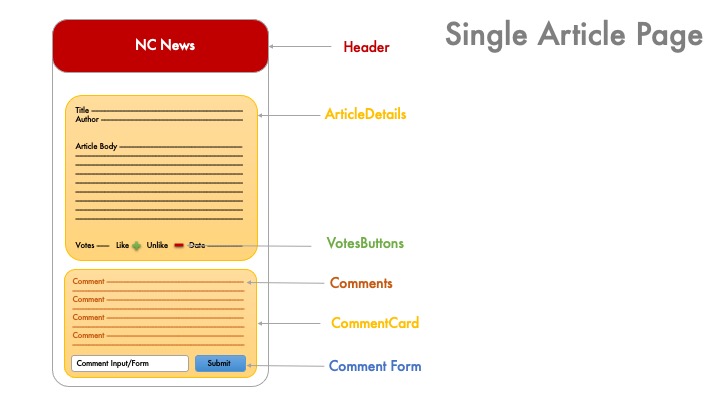 Single Article Page
NC News
Header
Title
Author
ArticleDetails
Article Body
Votes Like Unlike Date
VotesButtons
Comment
Comments
Comment
Comment
CommentCard
Comment
Comment Input/Form Submit
Comment Form